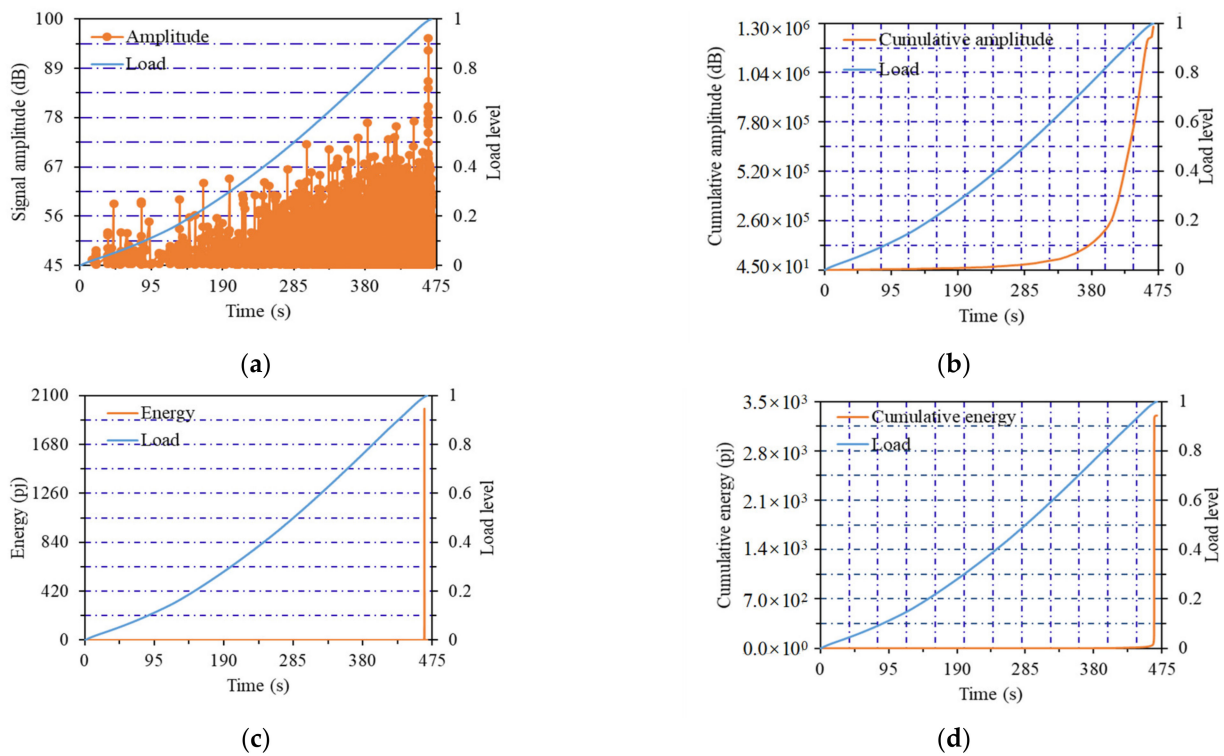 100
89
78
67
56
45
Signal amplitude (dB)
Amplitude
Load
1
0.8
0.6
0.4
0.2
0
Load level
0 95 190 285 380 475
Time (s)
(a)
1.30×10⁶
1.04×10⁶
7.80×10⁵
5.20×10⁵
2.60×10⁵
4.50×10¹
Cumulative amplitude (dB)
Cumulative amplitude
Load
1
0.8
0.6
0.4
0.2
0
Load level
0 95 190 285 380 475
Time (s)
(b)
2100
1680
1260
840
420
0
Energy (pj)
Energy
Load
1
0.8
0.6
0.4
0.2
0
Load level
0 95 190 285 380 475
Time (s)
(c)
3.5×10³
2.8×10³
2.1×10³
1.4×10³
7.0×10²
0.0×10⁰
Cumulative energy (pj)
Cumulative energy
Load
1
0.8
0.6
0.4
0.2
0
Load level
0 95 190 285 380 475
Time (s)
(d)